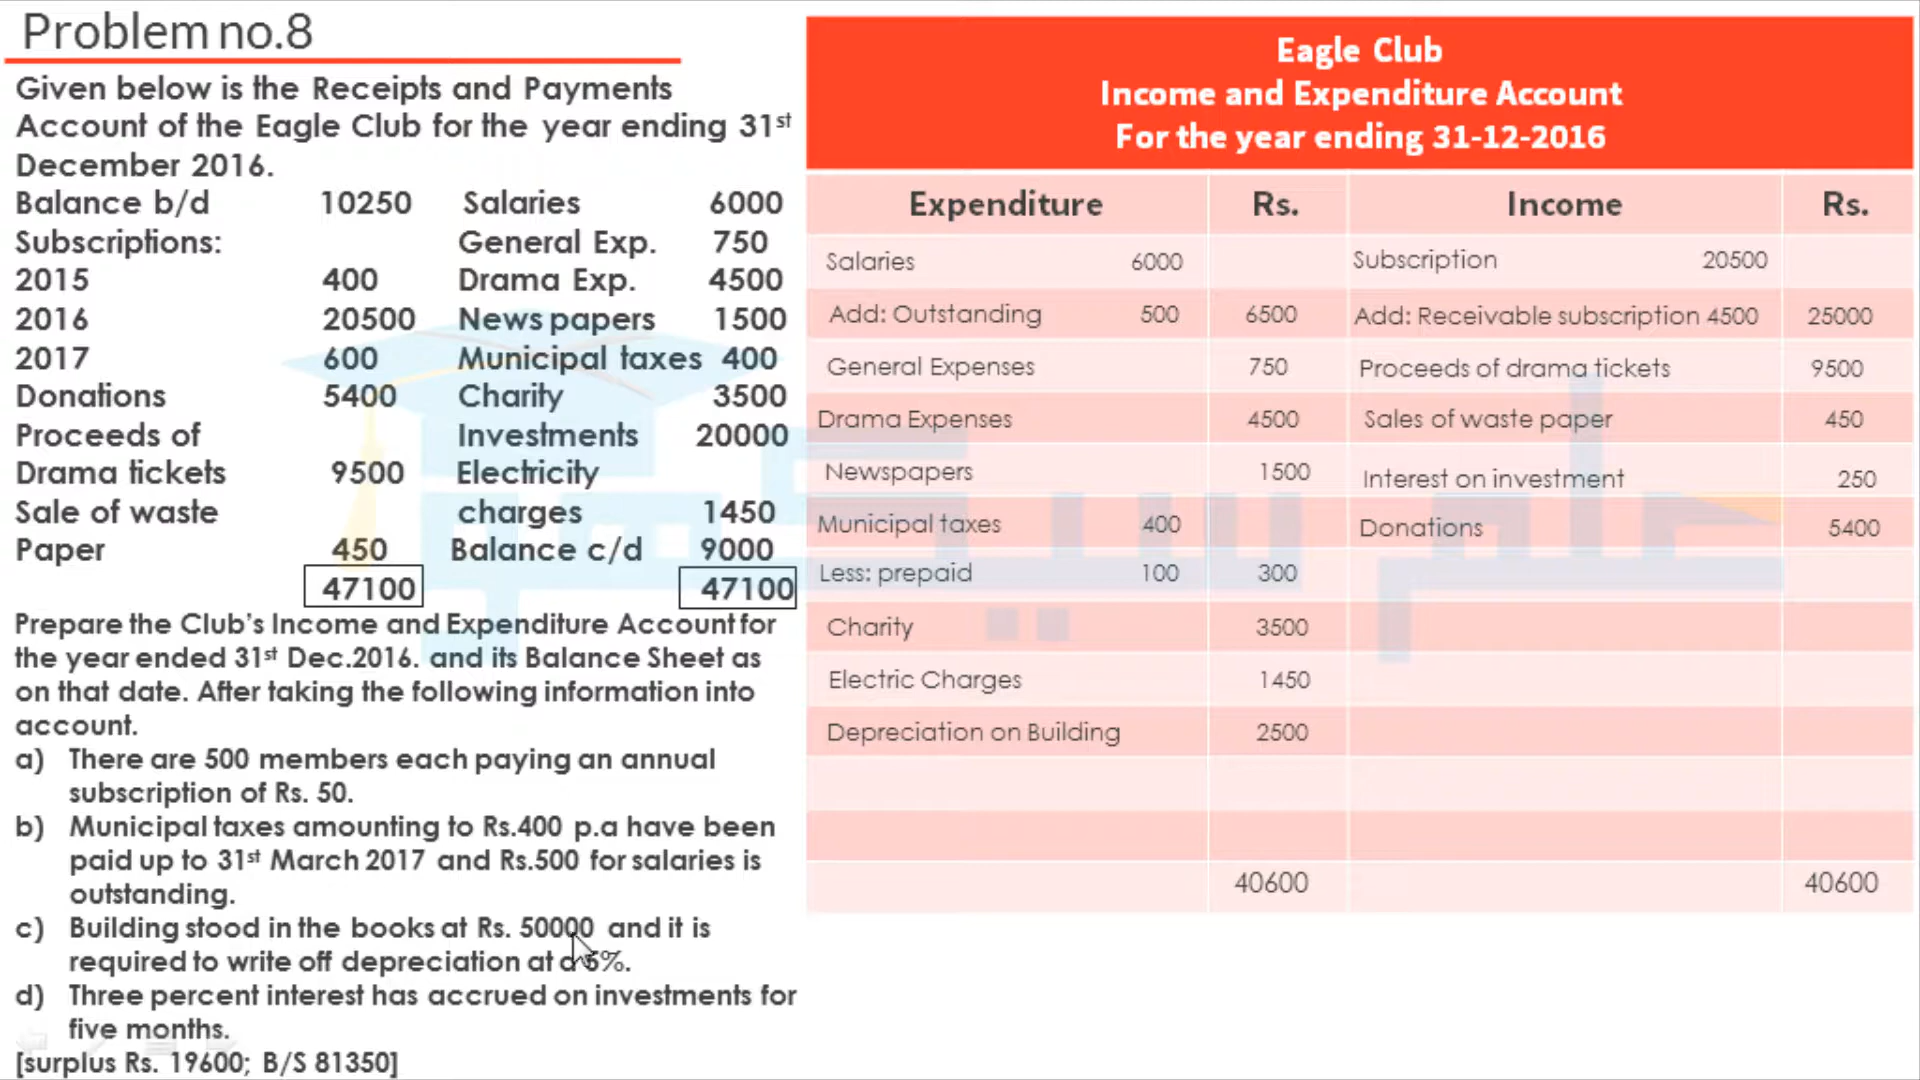 Problem no.8
Given below is the Receipts and Payments
Account of the Eagle Club for the year ending 31st
December 2016.
Balance b/d 10250 Salaries 6000
Subscriptions: General Exp. 750
2015 400 Drama Exp. 4500
2016 20500 News papers 1500
2017 600 Municipal taxes 400
Donations 5400 Charity 3500
Proceeds of Investments 20000
Drama tickets 9500 Electricity
Sale of waste charges 1450
Paper 450 Balance c/d 9000
47100 47100
Prepare the Club's Income and Expenditure Account for
the year ended 31st Dec.2016. and its Balance Sheet as
on that date. After taking the following information into
account.
a) There are 500 members each paying an annual
subscription of Rs. 50.
b) Municipal taxes amounting to Rs.400 p.a have been
paid up to 31st March 2017 and Rs.500 for salaries is
outstanding.
c) Building stood in the books at Rs. 50000 and it is
required to write off depreciation at a 5%.
d) Three percent interest has accrued on investments for
five months.
[surplus Rs. 19600; B/S 81350]
Eagle Club
Income and Expenditure Account
For the year ending 31-12-2016
Expenditure Rs. Income Rs.
Salaries 6000 Subscription 20500
Add: Outstanding 500 6500 Add: Receivable subscription 4500 25000
General Expenses 750 Proceeds of drama tickets 9500
Drama Expenses 4500 Sales of waste paper 450
Newspapers 1500 Interest on investment 250
Municipal taxes 400 Donations 5400
Less: prepaid 100 300
Charity 3500
Electric Charges 1450
Depreciation on Building 2500
40600 40600